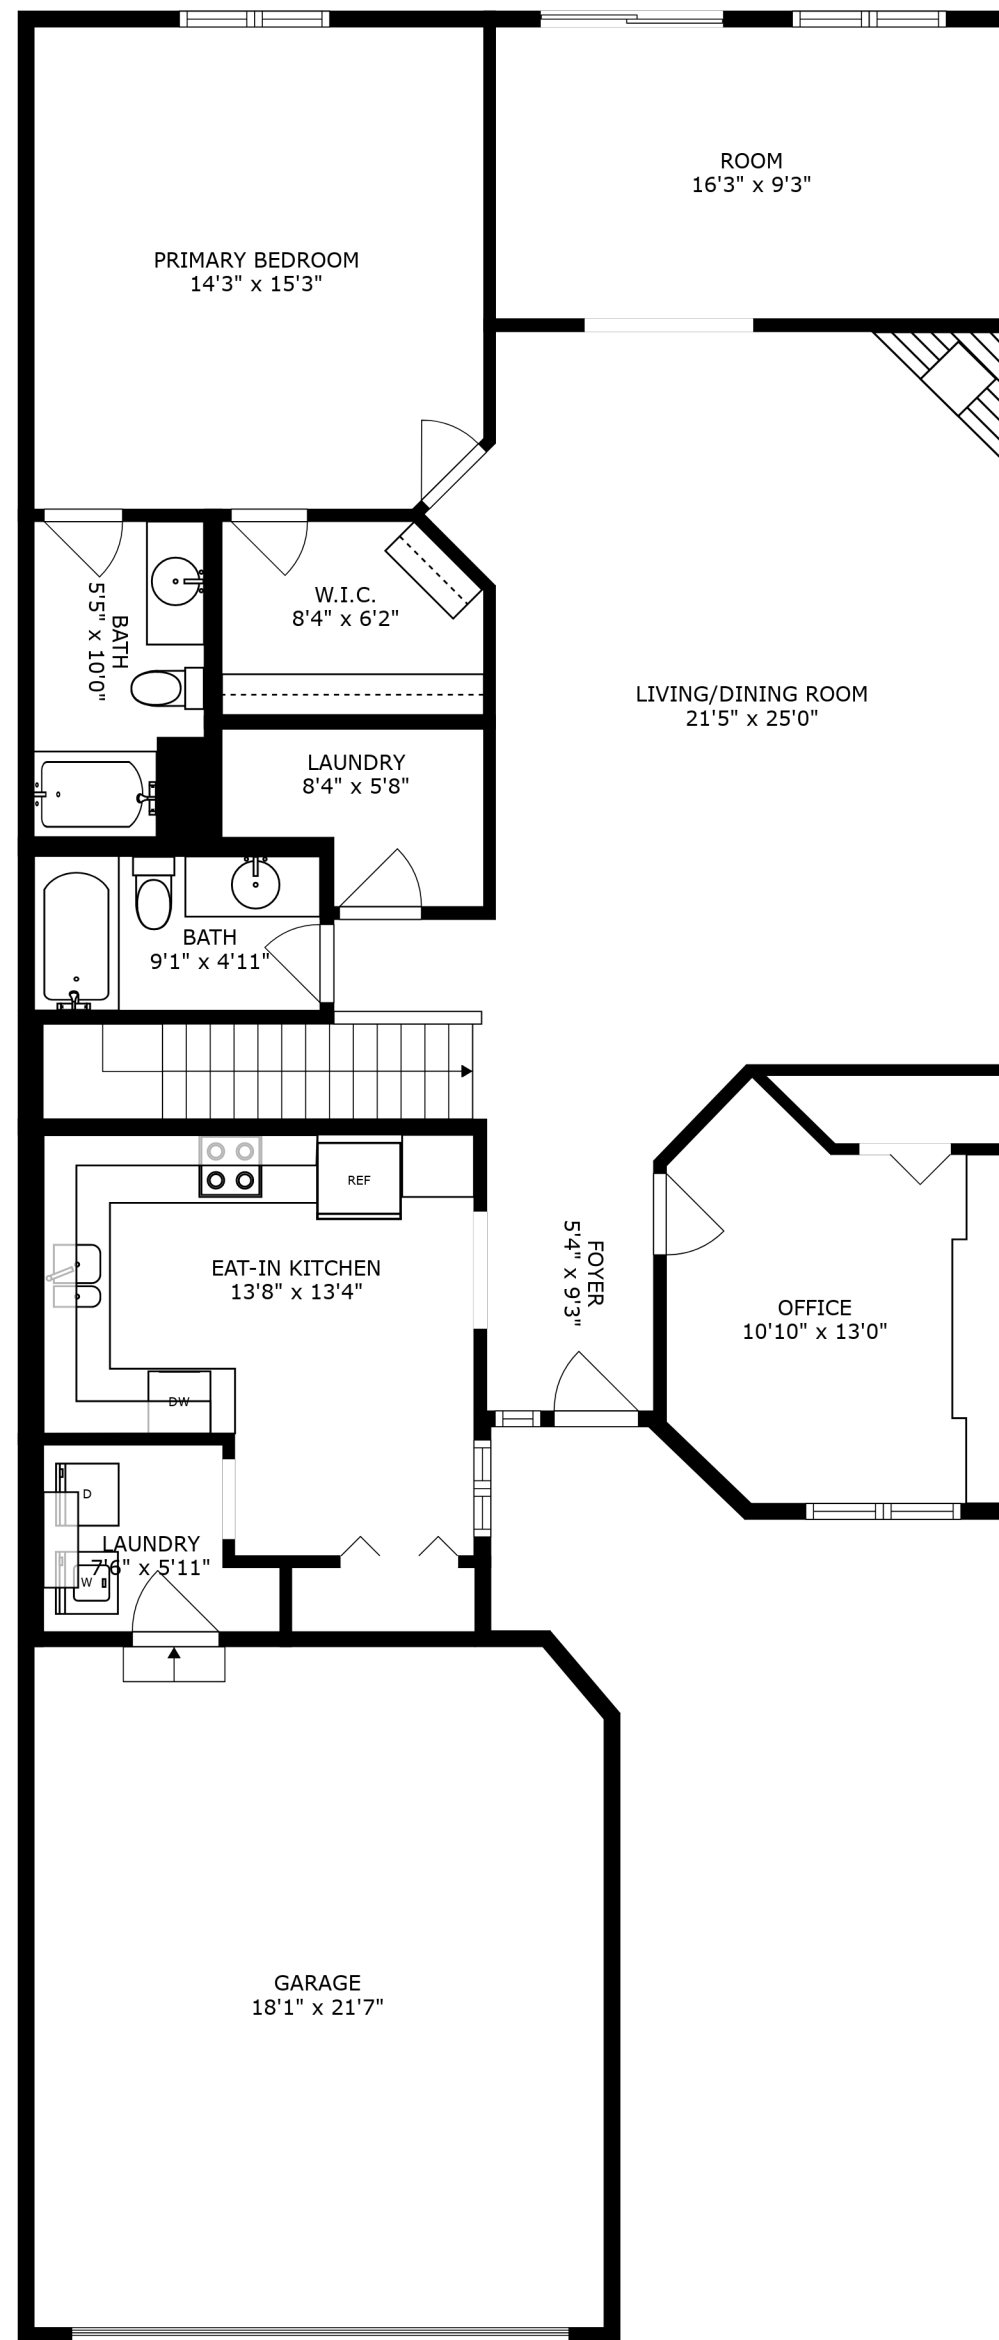 ROOM
16'3" x 9'3"
PRIMARY BEDROOM
14'3" x 15'3"
W.I.C.
8'4" x 6'2"
BATH
5'5" x 10'0"
LIVING/DINING ROOM
21'5" x 25'0"
LAUNDRY
8'4" x 5'8"
BATH
9'1" x 4'11"
REF
EAT-IN KITCHEN
13'8" x 13'4"
FOYER
5'4" x 9'3"
OFFICE
10'10" x 13'0"
DW
D
LAUNDRY
7'6" x 5'11"
W
GARAGE
18'1" x 21'7"